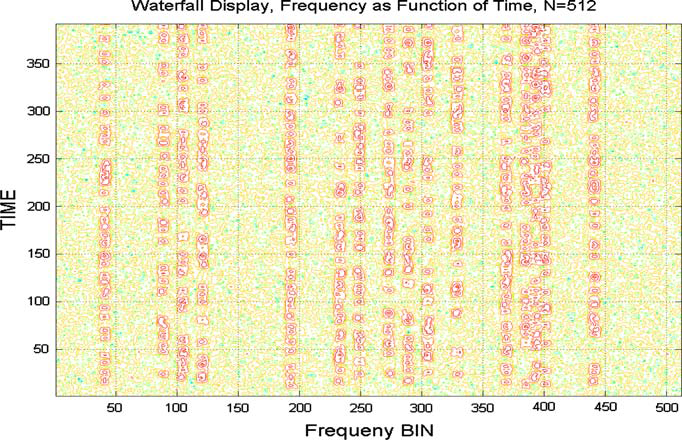 Waterfall Display, Frequency as Function of Time, N=512
350
300
250
200
150
100
50
TIME
50 100 150 200 250 300 350 400 450 500
Frequeny BIN